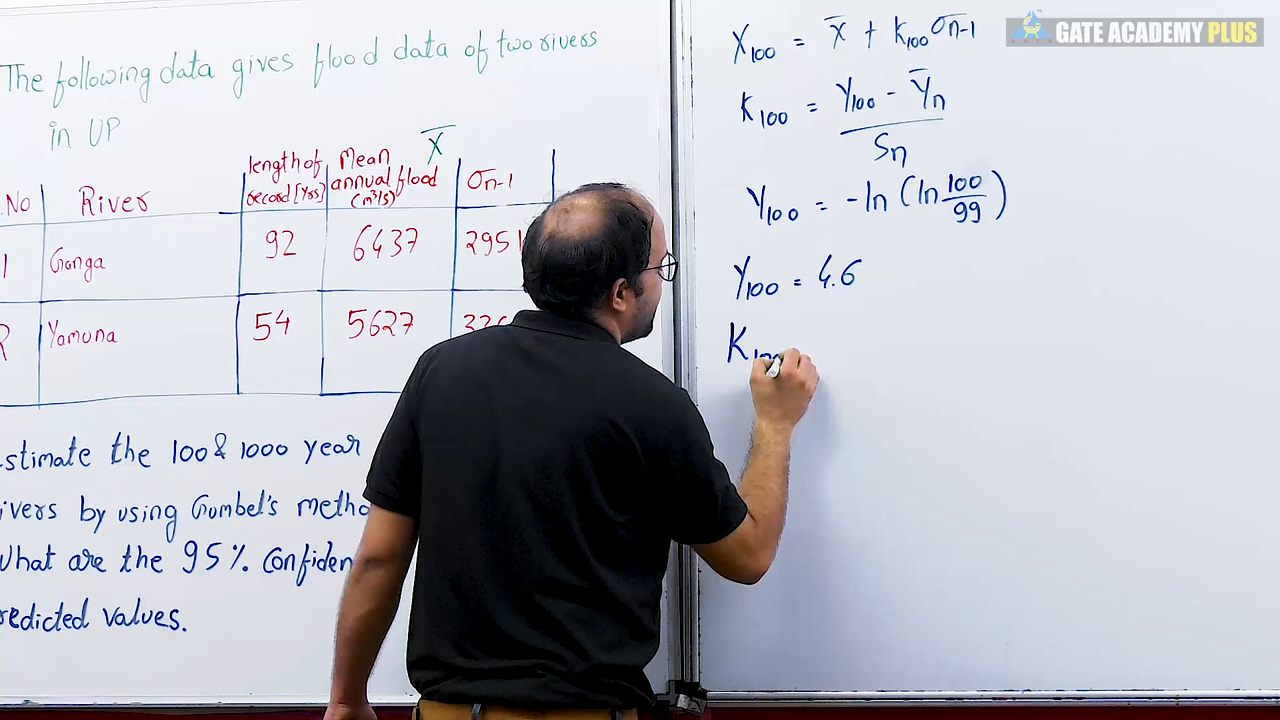 The following data gives flood data of two rivers
in UP
.No River length of record [Yrs] Mean annual flood (m³/s) X̄ σn-1
1 Ganga 92 6437 2951
2 Yamuna 54 5627
stimate the 100 & 1000 year
ivers by using Gumbel's metho
What are the 95% Confiden
redicted values.
X₁₀₀ = x̄ + K₁₀₀ σn-1
K₁₀₀ = (Y₁₀₀ - Ȳn) / Sn
Y₁₀₀ = -ln (ln 100/99)
Y₁₀₀ = 4.6
K₁₀₀
GATE ACADEMY PLUS